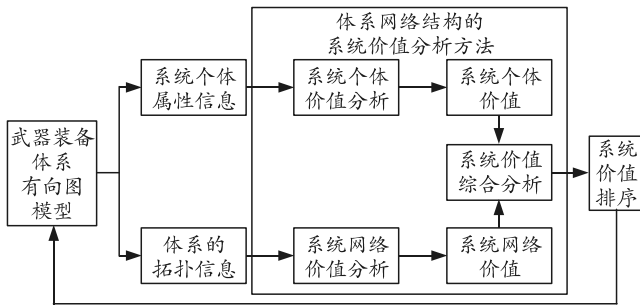 体系网络结构的
系统价值分析方法
系统个体
属性信息
系统个体
价值分析
系统个体
价值
武器装备
体系
有向图
模型
系统价值
综合分析
系统
价值
排序
体系的
拓扑信息
系统网络
价值分析
系统网络
价值